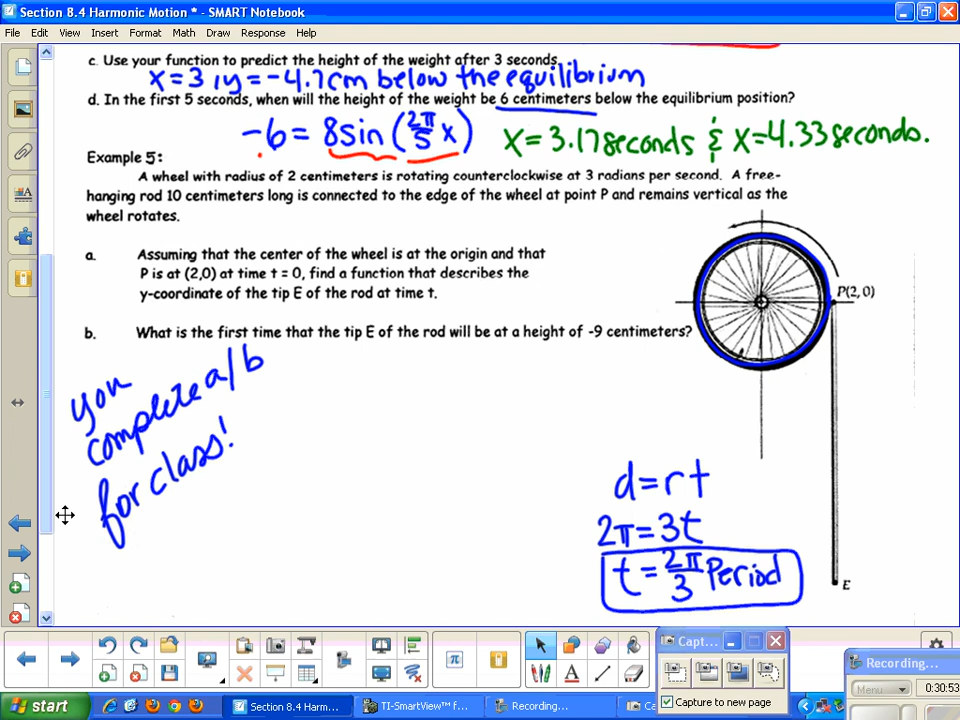 Section 8.4 Harmonic Motion * - SMART Notebook
File Edit View Insert Format Math Draw Response Help
c. Use your function to predict the height of the weight after 3 seconds.
x=3 , y=-4.7cm below the equilibrium
d. In the first 5 seconds, when will the height of the weight be 6 centimeters below the equilibrium position?
-6 = 8sin (2π/5 x) x=3.17seconds & x=4.33seconds.
Example 5:
A wheel with radius of 2 centimeters is rotating counterclockwise at 3 radians per second. A free-
hanging rod 10 centimeters long is connected to the edge of the wheel at point P and remains vertical as the
wheel rotates.
a. Assuming that the center of the wheel is at the origin and that
P is at (2,0) at time t = 0, find a function that describes the
y-coordinate of the tip E of the rod at time t.
P(2, 0)
b. What is the first time that the tip E of the rod will be at a height of -9 centimeters?
you
complete a/b
for class!
d=rt
2π=3t
t=2π/3 Period
E
Capt...
Recording...
Menu
0:30:53
Capture to new page
start
Section 8.4 Harm...
TI-SmartView™ f...
Recording...